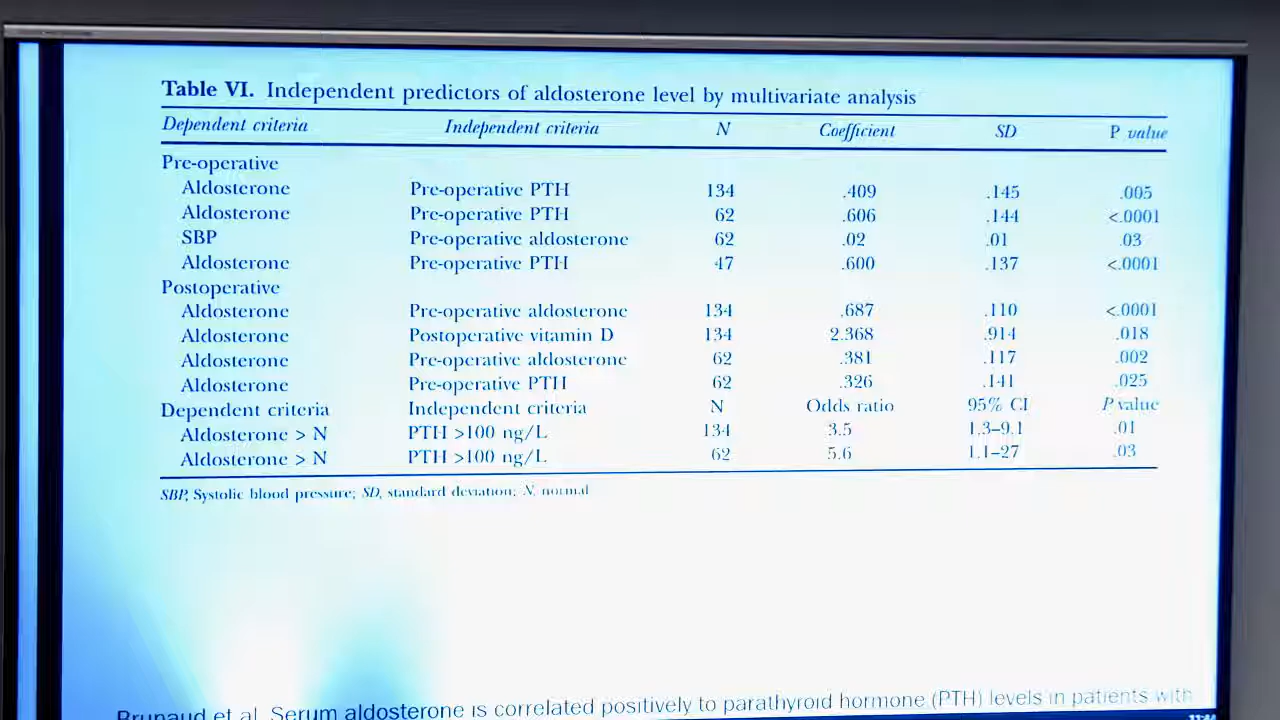 Table VI. Independent predictors of aldosterone level by multivariate analysis
Dependent criteria Independent criteria N Coefficient SD P value
Pre-operative
Aldosterone Pre-operative PTH 134 .409 .145 .005
Aldosterone Pre-operative PTH 62 .606 .144 <.0001
SBP Pre-operative aldosterone 62 .02 .01 .03
Aldosterone Pre-operative PTH 47 .600 .137 <.0001
Postoperative
Aldosterone Pre-operative aldosterone 134 .687 .110 <.0001
Aldosterone Postoperative vitamin D 134 2.368 .914 .018
Aldosterone Pre-operative aldosterone 62 .381 .117 .002
Aldosterone Pre-operative PTH 62 .326 .141 .025
Dependent criteria Independent criteria N Odds ratio 95% CI P value
Aldosterone > N PTH >100 ng/L 134 3.5 1.3–9.1 .01
Aldosterone > N PTH >100 ng/L 62 5.6 1.1–27 .03
SBP, Systolic blood pressure; SD, standard deviation; N, normal
Brunaud et al. Serum aldosterone is correlated positively to parathyroid hormone (PTH) levels in patients with